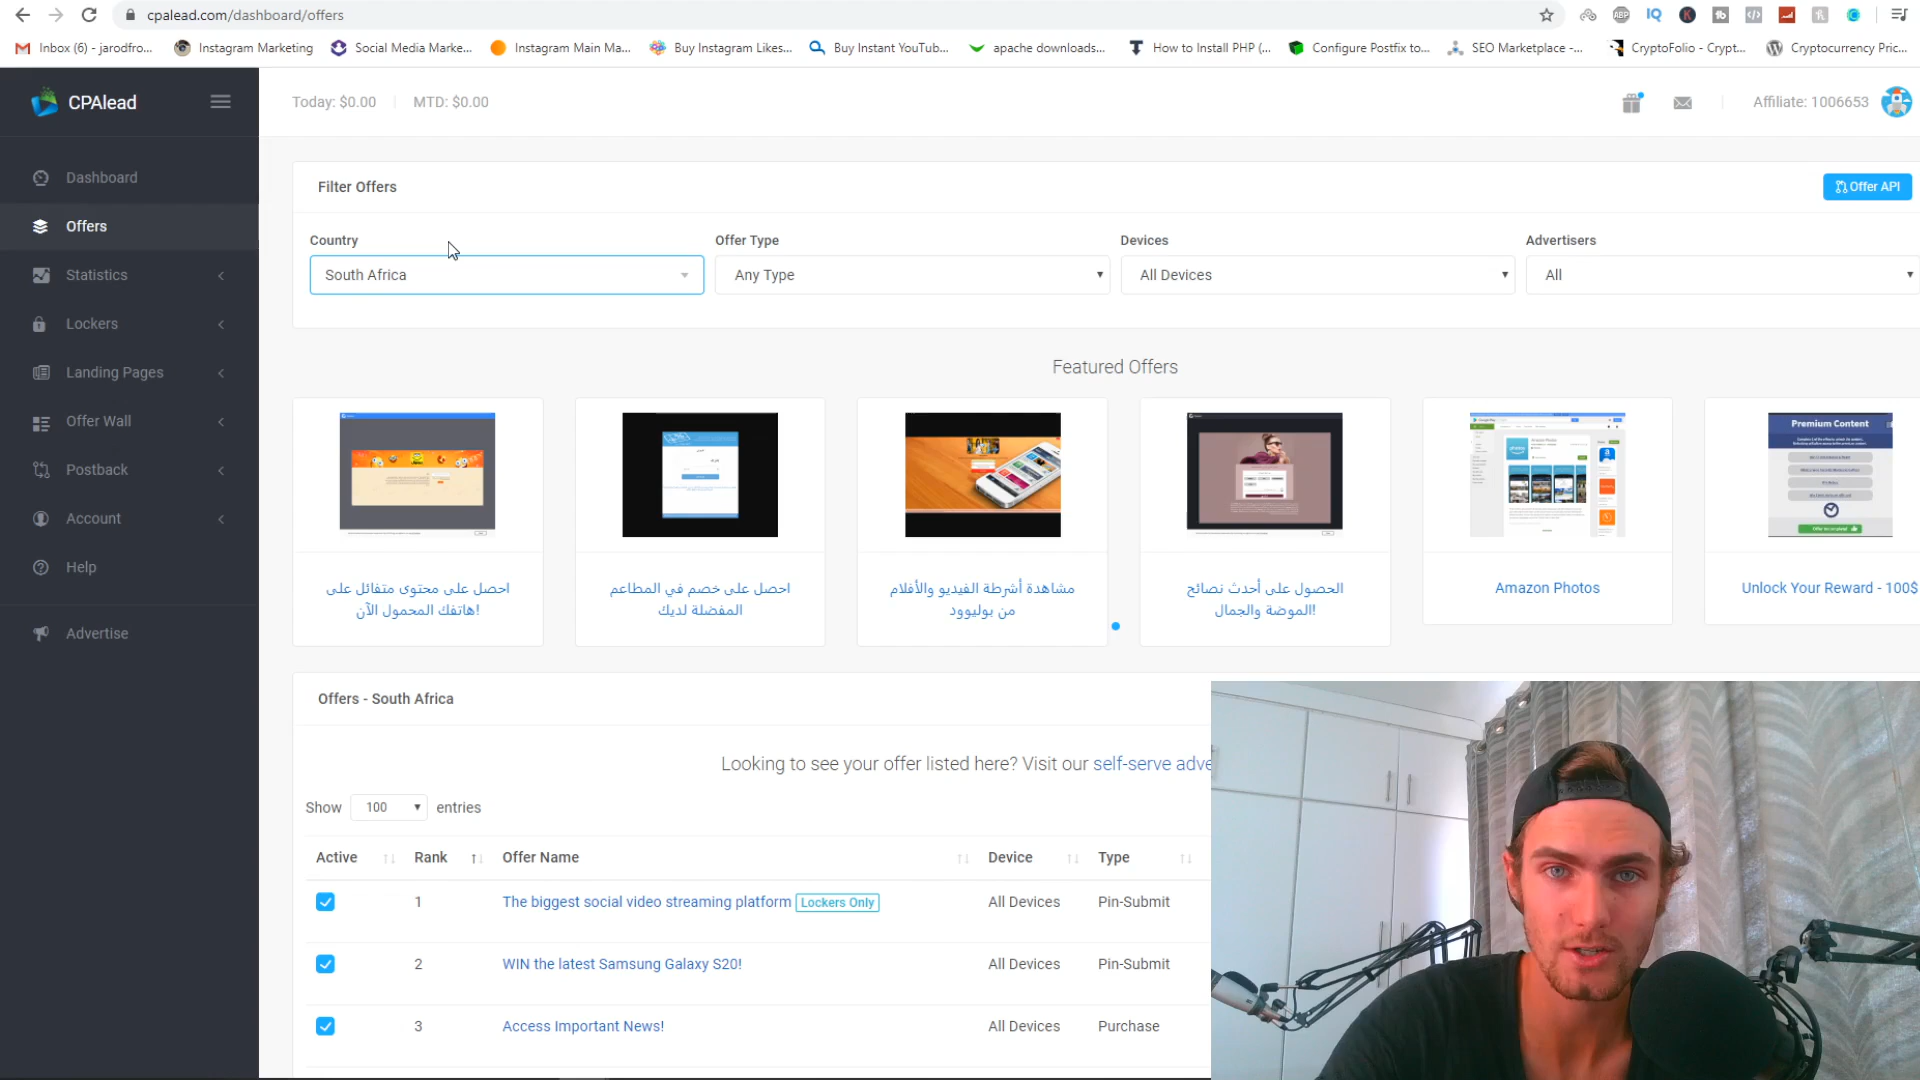 cpalead.com/dashboard/offers
ABP
IQ
Inbox (6) - jarodfro...
Instagram Marketing
Social Media Marke...
Instagram Main Ma...
Buy Instagram Likes...
Buy Instant YouTub...
apache downloads...
How to Install PHP (...
Configure Postfix to...
SEO Marketplace -...
CryptoFolio - Crypt...
Cryptocurrency Pric...
CPAlead
Today: $0.00
MTD: $0.00
Affiliate: 1006653
Dashboard
Offers
Statistics
Lockers
Landing Pages
Offer Wall
Postback
Account
Help
Advertise
Filter Offers
Offer API
Country
Offer Type
Devices
Advertisers
South Africa
Any Type
All Devices
All
Featured Offers
Premium Content
احصل على محتوى متفائل على
هاتفك المحمول الآن!
احصل على خصم في المطاعم
المفضلة لديك
مشاهدة أشرطة الفيديو والأفلام
من بوليوود
الحصول على أحدث نصائح
الموضة والجمال!
Amazon Photos
Unlock Your Reward - 100$
Offers - South Africa
Looking to see your offer listed here? Visit our self-serve adve
Show 100 entries
Active Rank Offer Name Device Type
1 The biggest social video streaming platform Lockers Only All Devices Pin-Submit
2 WIN the latest Samsung Galaxy S20! All Devices Pin-Submit
3 Access Important News! All Devices Purchase